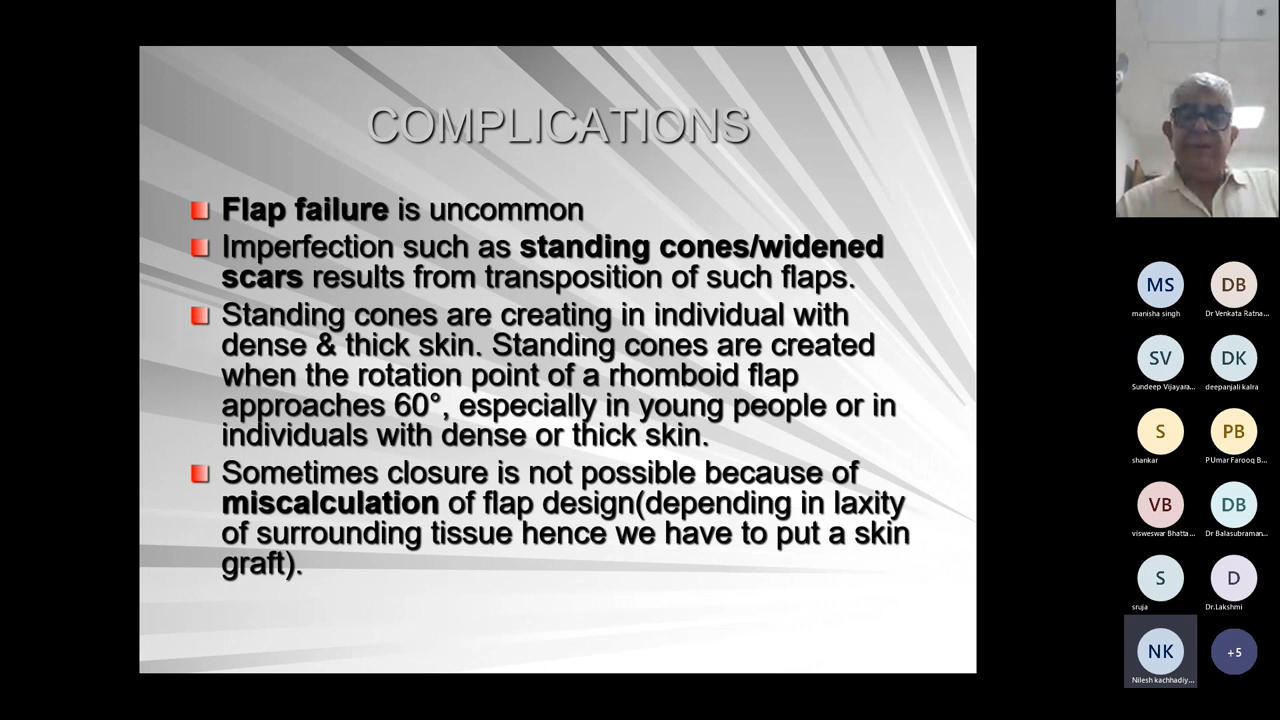 COMPLICATIONS
Flap failure is uncommon
Imperfection such as standing cones/widened
scars results from transposition of such flaps.
Standing cones are creating in individual with
dense & thick skin. Standing cones are created
when the rotation point of a rhomboid flap
approaches 60°, especially in young people or in
individuals with dense or thick skin.
Sometimes closure is not possible because of
miscalculation of flap design(depending in laxity
of surrounding tissue hence we have to put a skin
graft).
MS DB
manisha singh Dr Venkata Ratna...
SV DK
Sundeep Vijayara... deepanjali kalra
S PB
shankar P Umar Farooq B...
VB DB
visweswar Bhatta... Dr Balasubraman...
S D
sruja Dr.Lakshmi
NK +5
Nilesh kachhadiy...